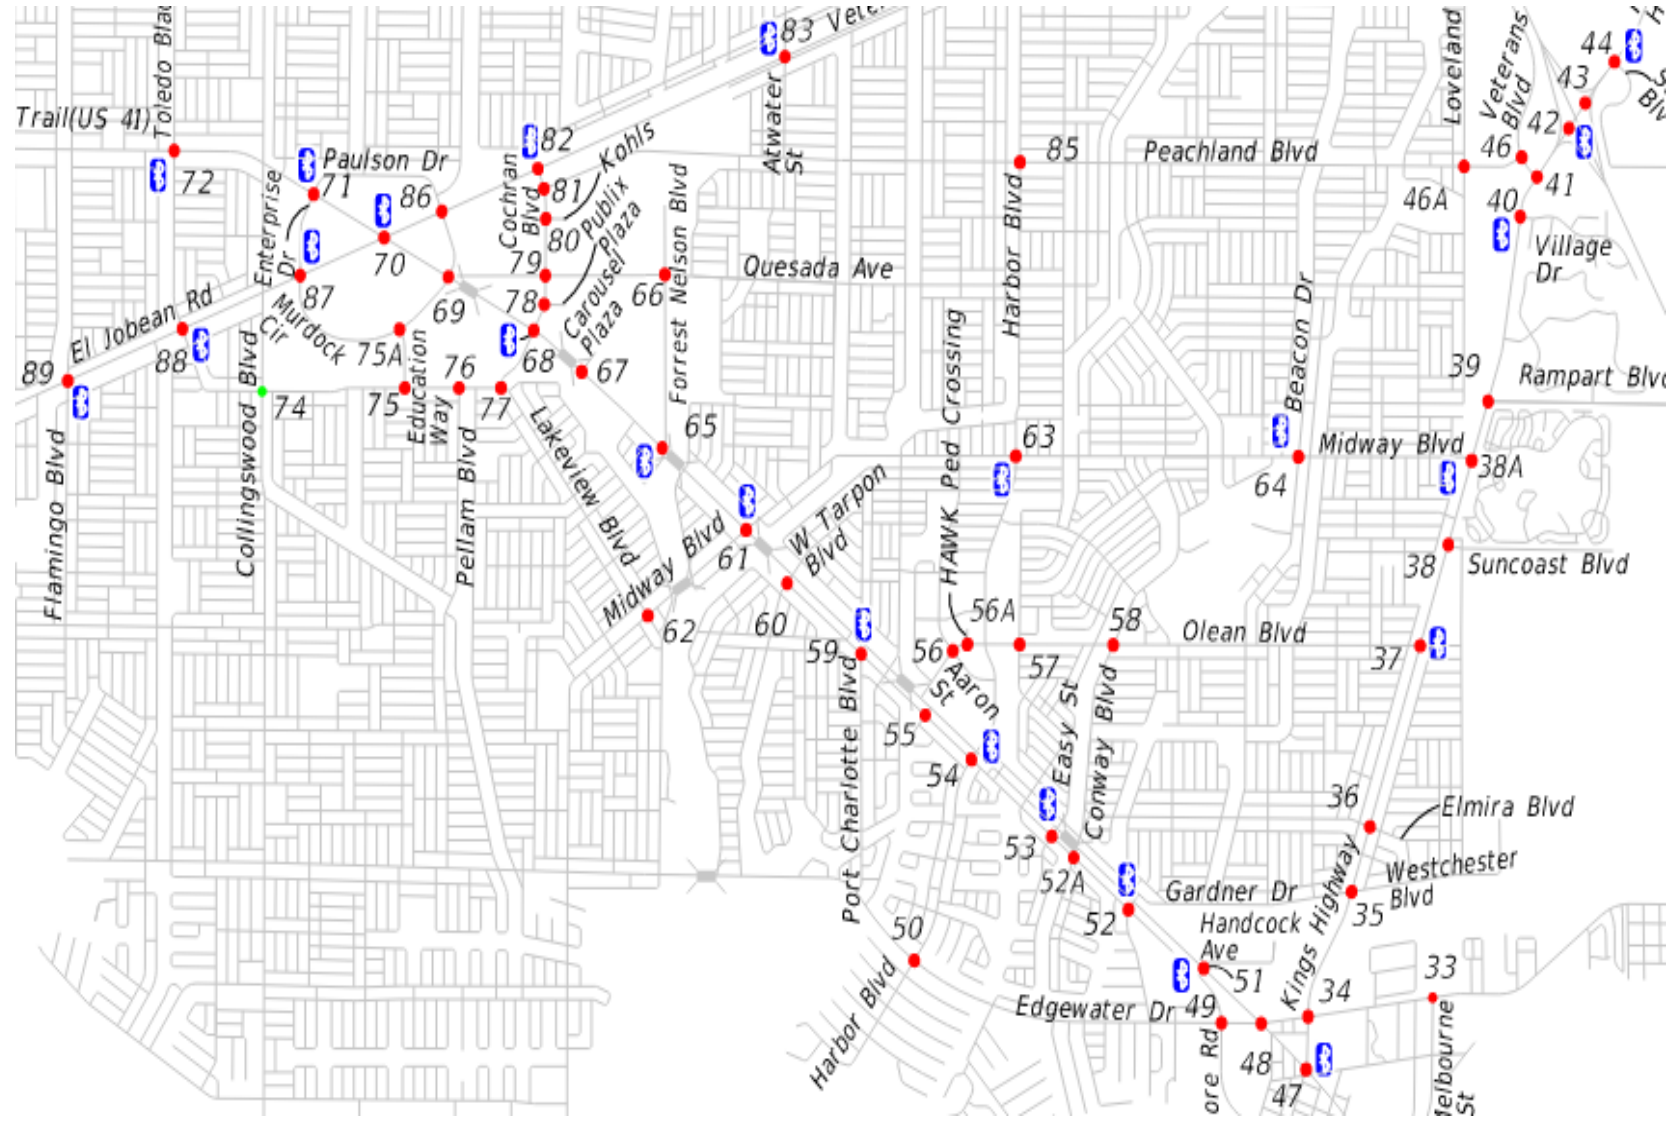 83 Vete
44
43
42
46
41
40
46A
Loveland
Veterans
Blvd
Trail(US 41)
Toledo Bla
72
Paulson Dr
71
86
70
82
Kohls
81
80
Cochran
Blvd
Publix
Plaza
Carousel
Plaza
79
78
Atwater
St
85
Peachland Blvd
Harbor Blvd
Village
Dr
Enterprise
Dr
87
69
66
Forrest Nelson Blvd
Quesada Ave
El Jobean Rd
Murdock
Cir
88
89
75A
68
67
76
75
77
74
Education
Way
Collingswood Blvd
Flamingo Blvd
Pellam Blvd
Lakeview Blvd
65
HAWK Ped Crossing
63
Beacon Dr
64
39
Rampart Blvd
Midway Blvd
38A
38
Suncoast Blvd
Midway Blvd
61
W Tarpon
Blvd
62
60
59
56A
56
57
58
Olean Blvd
37
Aaron
St
55
54
Port Charlotte Blvd
Easy St
Conway Blvd
53
52A
52
36
Elmira Blvd
Westchester
Blvd
35
Gardner Dr
Handcock
Ave
Kings Highway
51
50
Harbor Blvd
Edgewater Dr
49
34
33
48
47
ore Rd
elbourne
St